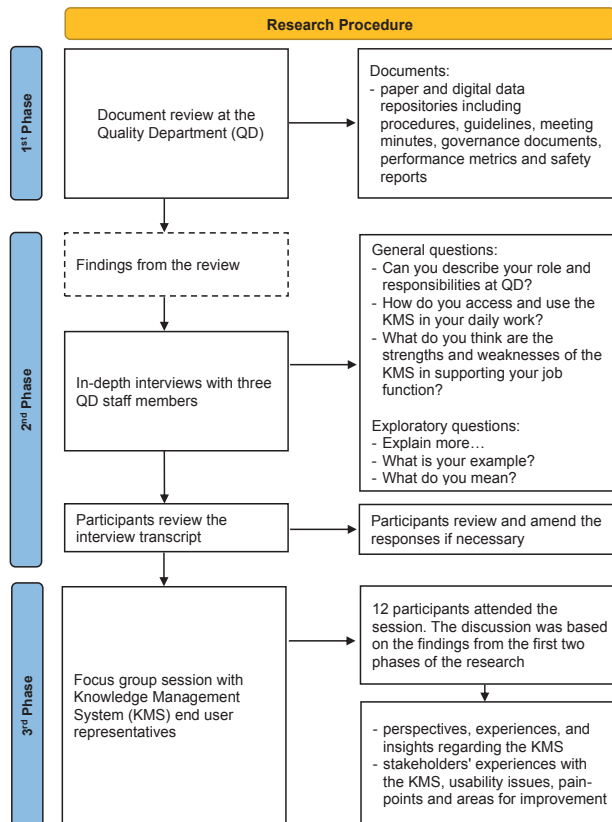 Research Procedure
1st Phase
Document review at the
Quality Department (QD)
Documents:
- paper and digital data
repositories including
procedures, guidelines, meeting
minutes, governance documents,
performance metrics and safety
reports
2nd Phase
Findings from the review
In-depth interviews with three
QD staff members
General questions:
- Can you describe your role and
responsibilities at QD?
- How do you access and use the
KMS in your daily work?
- What do you think are the
strengths and weaknesses of the
KMS in supporting your job
function?
Exploratory questions:
- Explain more…
- What is your example?
- What do you mean?
Participants review the
interview transcript
Participants review and amend the
responses if necessary
3rd Phase
Focus group session with
Knowledge Management
System (KMS) end user
representatives
12 participants attended the
session. The discussion was based
on the findings from the first two
phases of the research
- perspectives, experiences, and
insights regarding the KMS
- stakeholders' experiences with
the KMS, usability issues, pain-
points and areas for improvement